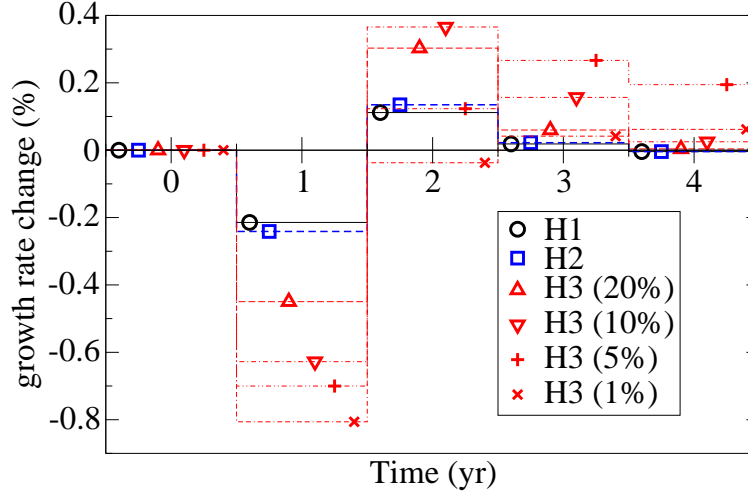 0.4
0.2
0
-0.2
-0.4
-0.6
-0.8
growth rate change (%)
0 1 2 3 4
H1
H2
H3 (20%)
H3 (10%)
H3 (5%)
H3 (1%)
Time (yr)